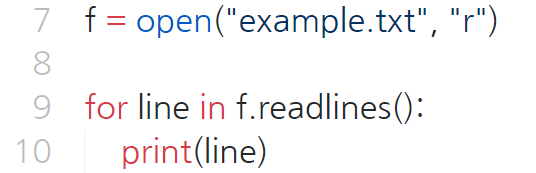 7 f = open("example.txt", "r")
8
9 for line in f.readlines():
10 print(line)